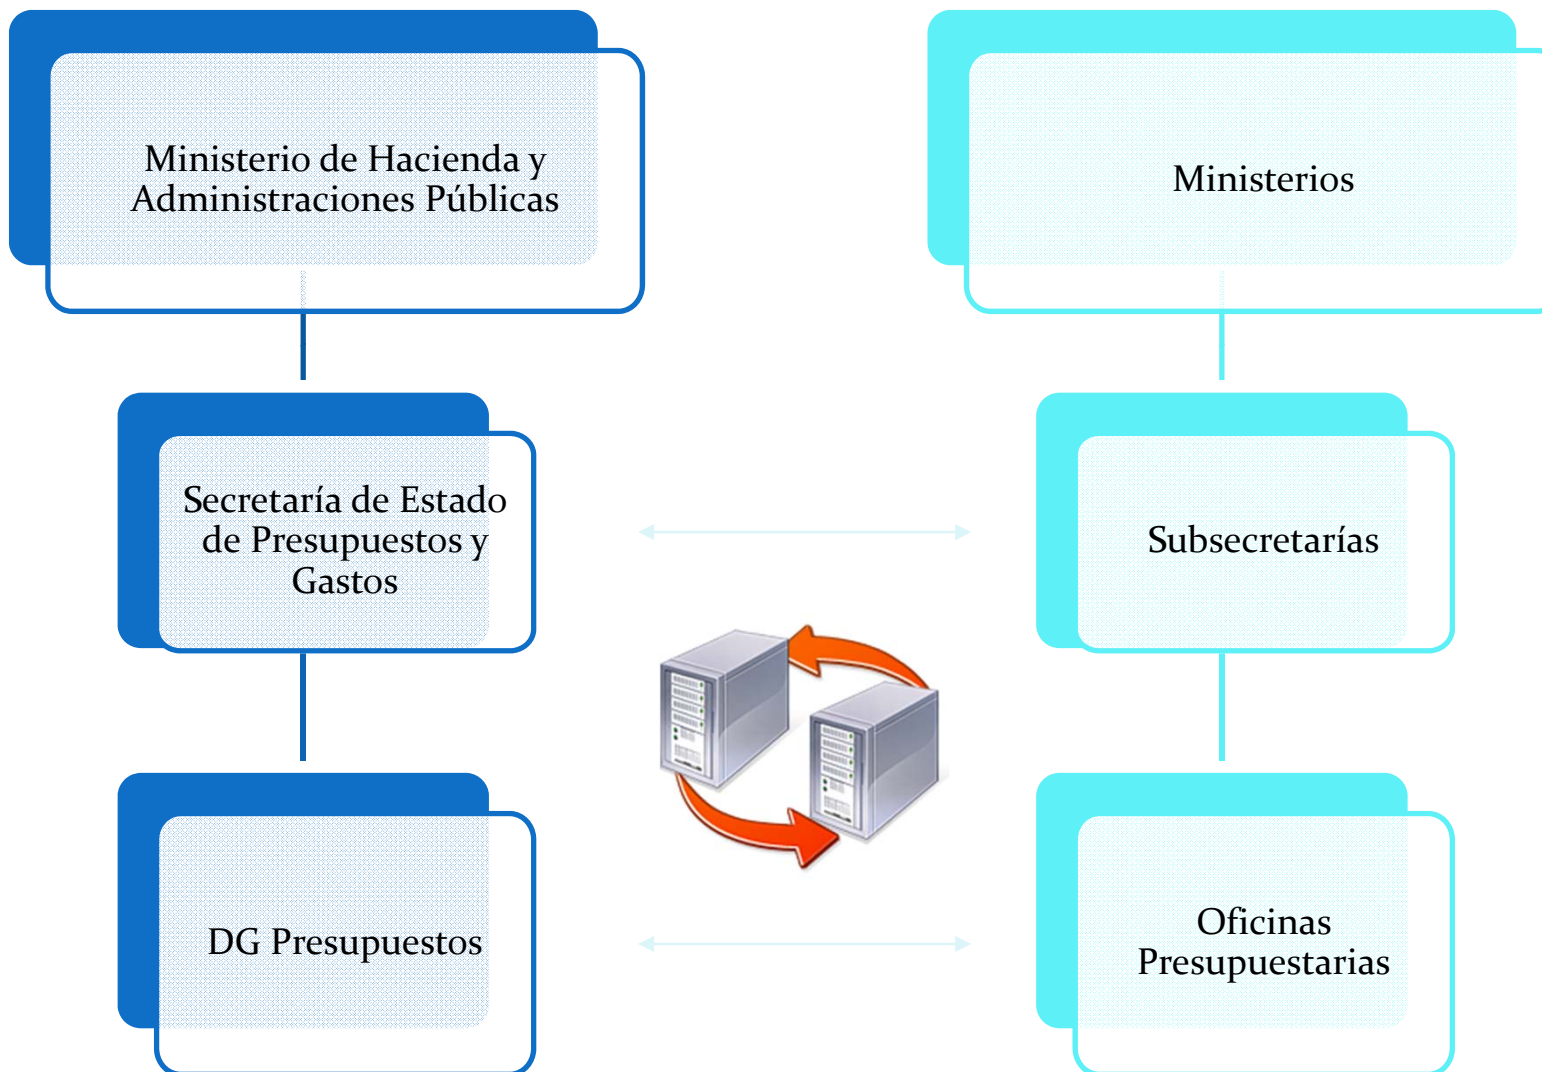 Ministerio de Hacienda y
Administraciones Públicas
Ministerios
Secretaría de Estado
de Presupuestos y
Gastos
Subsecretarías
DG Presupuestos
Oficinas
Presupuestarias